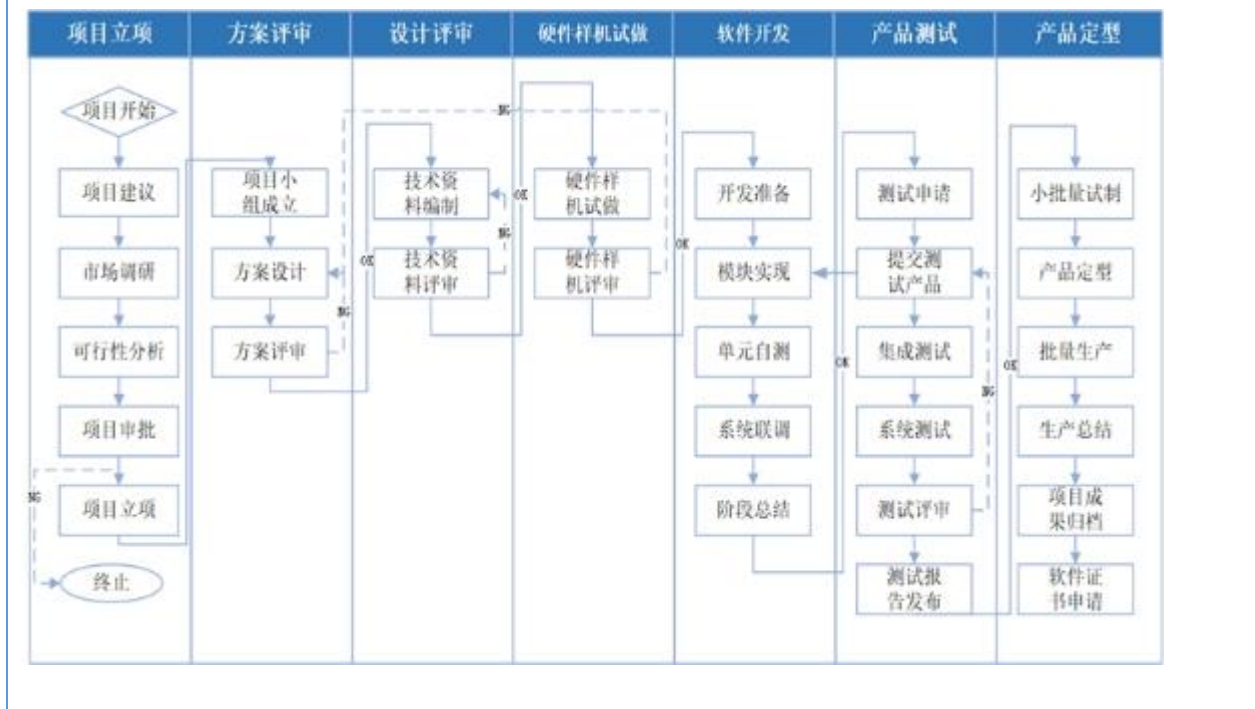 项目立项
方案评审
设计评审
硬件样机试做
软件开发
产品测试
产品定型
项目开始
项目建议
市场调研
可行性分析
项目审批
NG
项目立项
终止
项目小
组成立
方案设计
方案评审
NG
OK
技术资
料编制
技术资
料评审
NG
OK
NG
硬件样
机试做
硬件样
机评审
OK
开发准备
模块实现
单元自测
系统联调
阶段总结
OK
测试申请
提交测
试产品
集成测试
系统测试
测试评审
测试报
告发布
NG
OK
小批量试制
产品定型
批量生产
生产总结
项目成
果归档
软件证
书申请